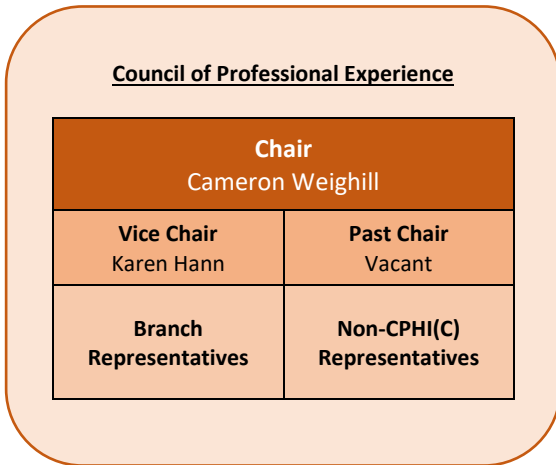 Council of Professional Experience
Chair
Cameron Weighill
Vice Chair
Karen Hann
Past Chair
Vacant
Branch
Representatives
Non-CPHI(C)
Representatives